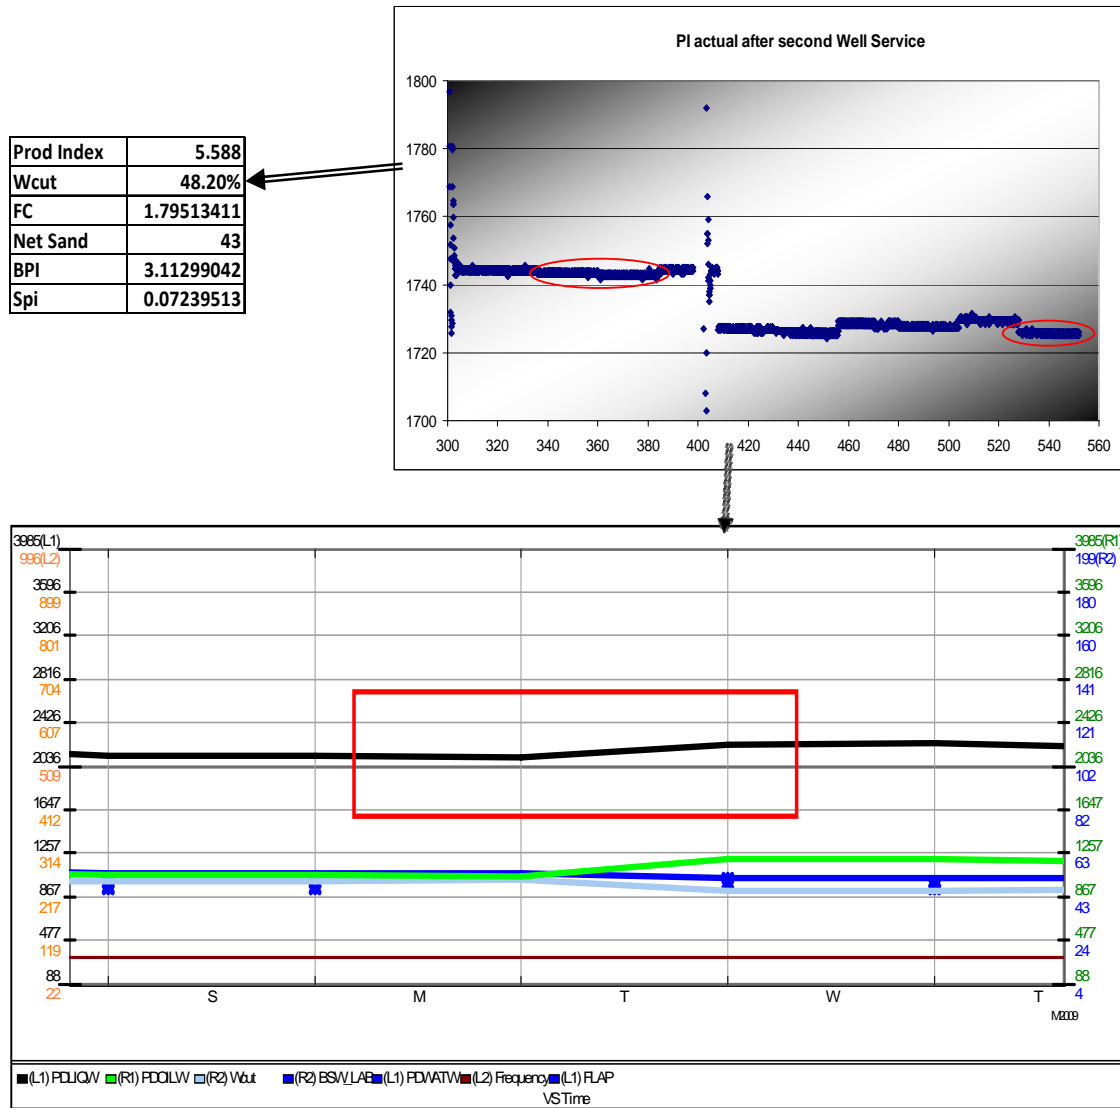 PI actual after second Well Service
1800
1780
1760
1740
1720
1700
300 320 340 360 380 400 420 440 460 480 500 520 540 560
Prod Index 5.588
Wcut 48.20%
FC 1.79513411
Net Sand 43
BPI 3.11299042
Spi 0.07239513
3985(L1) 3985(R1)
996(L2) 199(R2)
3596 3596
899 180
3206 3206
801 160
2816 2816
704 141
2426 2426
607 121
2036 2036
509 102
1647 1647
412 82
1257 1257
314 63
867 867
217 43
477 477
119 24
88 88
22 4
S M T W T
M2009
(L1) PDLIQW (R1) PDOILW (R2) Wcut (R2) BSW_LAB (L1) PDWATW (L2) Frequency (L1) FLAP
VS Time